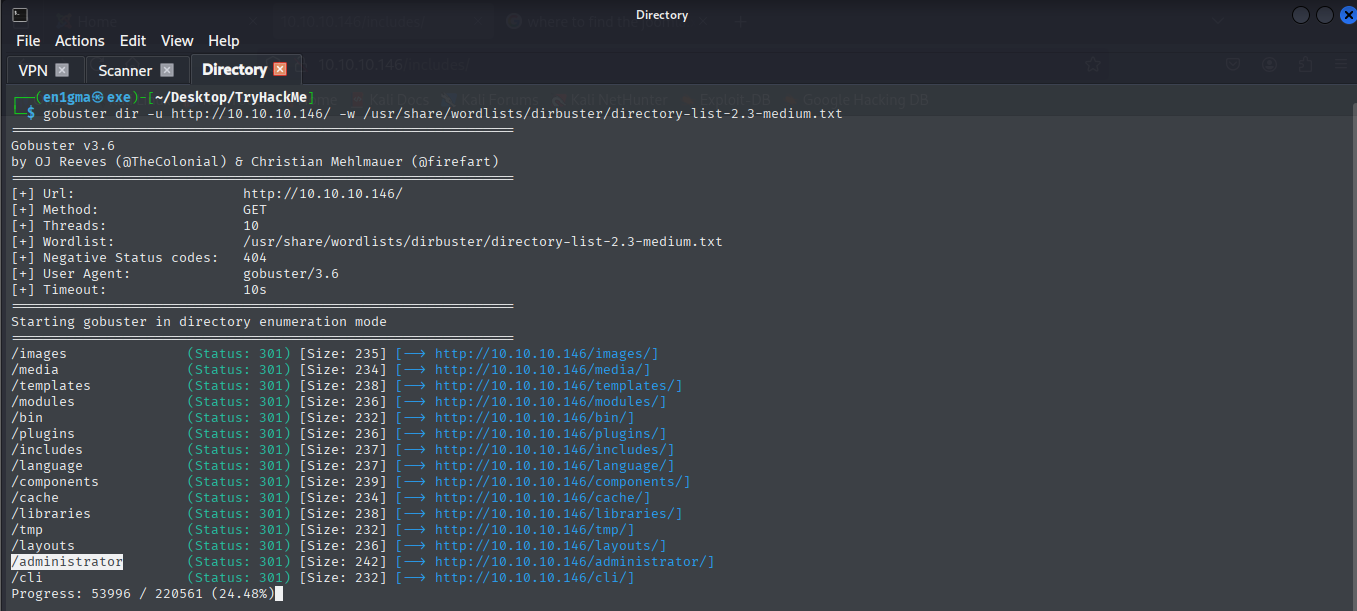 Directory
File Actions Edit View Help
VPN Scanner Directory
(en1gma㉿exe)-[~/Desktop/TryHackMe]
$ gobuster dir -u http://10.10.10.146/ -w /usr/share/wordlists/dirbuster/directory-list-2.3-medium.txt
===============================================================
Gobuster v3.6
by OJ Reeves (@TheColonial) & Christian Mehlmauer (@firefart)
===============================================================
[+] Url: http://10.10.10.146/
[+] Method: GET
[+] Threads: 10
[+] Wordlist: /usr/share/wordlists/dirbuster/directory-list-2.3-medium.txt
[+] Negative Status codes: 404
[+] User Agent: gobuster/3.6
[+] Timeout: 10s
===============================================================
Starting gobuster in directory enumeration mode
===============================================================
/images (Status: 301) [Size: 235] [--> http://10.10.10.146/images/]
/media (Status: 301) [Size: 234] [--> http://10.10.10.146/media/]
/templates (Status: 301) [Size: 238] [--> http://10.10.10.146/templates/]
/modules (Status: 301) [Size: 236] [--> http://10.10.10.146/modules/]
/bin (Status: 301) [Size: 232] [--> http://10.10.10.146/bin/]
/plugins (Status: 301) [Size: 236] [--> http://10.10.10.146/plugins/]
/includes (Status: 301) [Size: 237] [--> http://10.10.10.146/includes/]
/language (Status: 301) [Size: 237] [--> http://10.10.10.146/language/]
/components (Status: 301) [Size: 239] [--> http://10.10.10.146/components/]
/cache (Status: 301) [Size: 234] [--> http://10.10.10.146/cache/]
/libraries (Status: 301) [Size: 238] [--> http://10.10.10.146/libraries/]
/tmp (Status: 301) [Size: 232] [--> http://10.10.10.146/tmp/]
/layouts (Status: 301) [Size: 236] [--> http://10.10.10.146/layouts/]
/administrator (Status: 301) [Size: 242] [--> http://10.10.10.146/administrator/]
/cli (Status: 301) [Size: 232] [--> http://10.10.10.146/cli/]
Progress: 53996 / 220561 (24.48%)